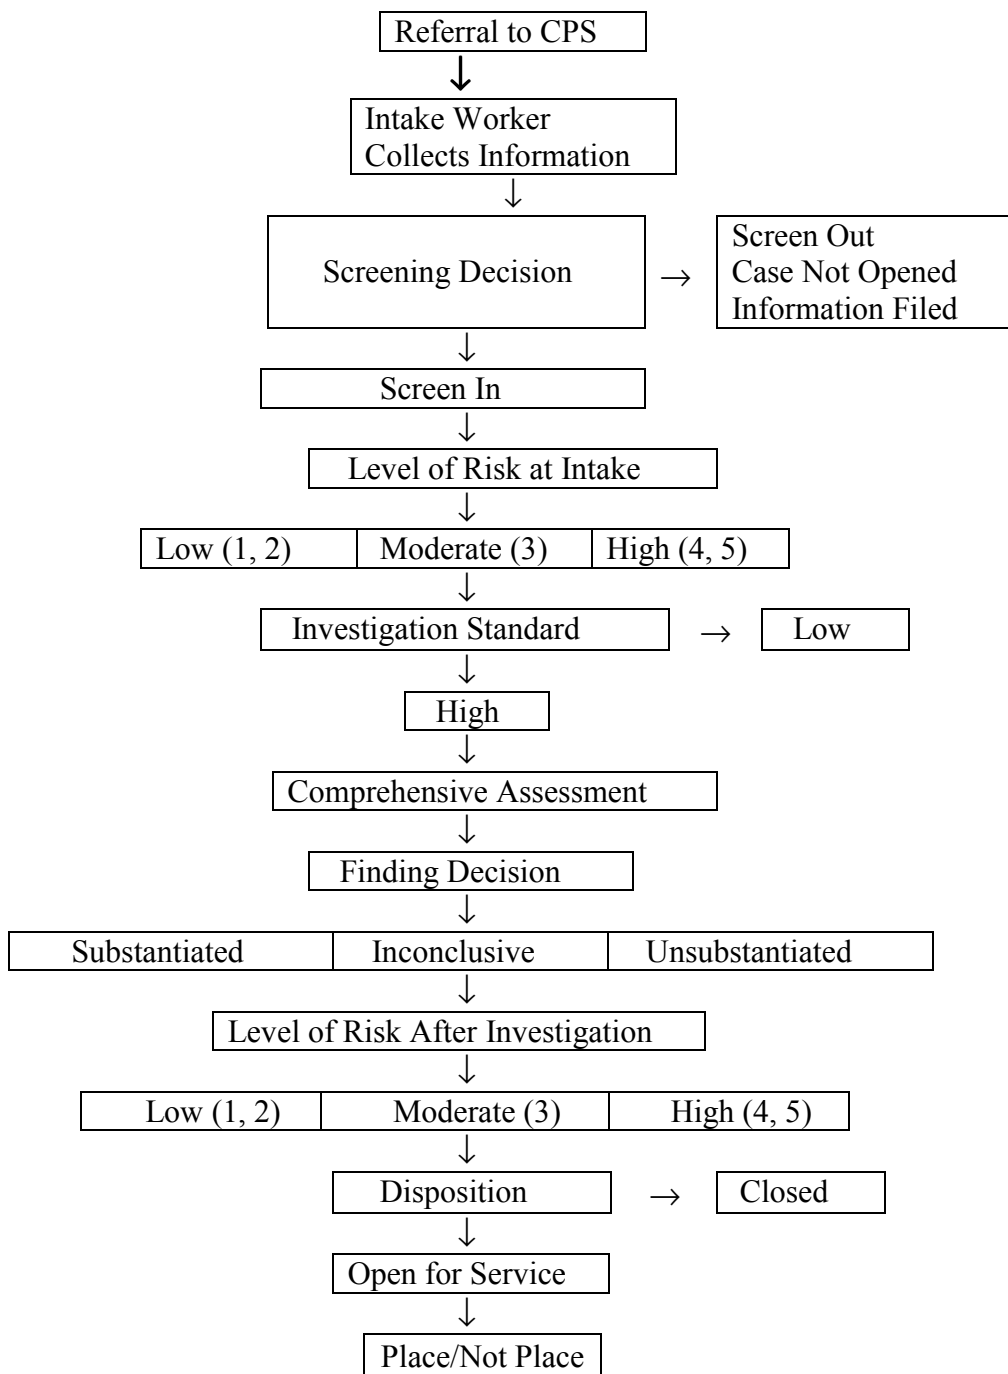 Referral to CPS
↓
Intake Worker
Collects Information
↓
Screening Decision → Screen Out
Case Not Opened
Information Filed
↓
Screen In
↓
Level of Risk at Intake
↓
Low (1, 2) Moderate (3) High (4, 5)
↓
Investigation Standard → Low
↓
High
↓
Comprehensive Assessment
↓
Finding Decision
↓
Substantiated Inconclusive Unsubstantiated
↓
Level of Risk After Investigation
↓
Low (1, 2) Moderate (3) High (4, 5)
↓
Disposition → Closed
↓
Open for Service
↓
Place/Not Place